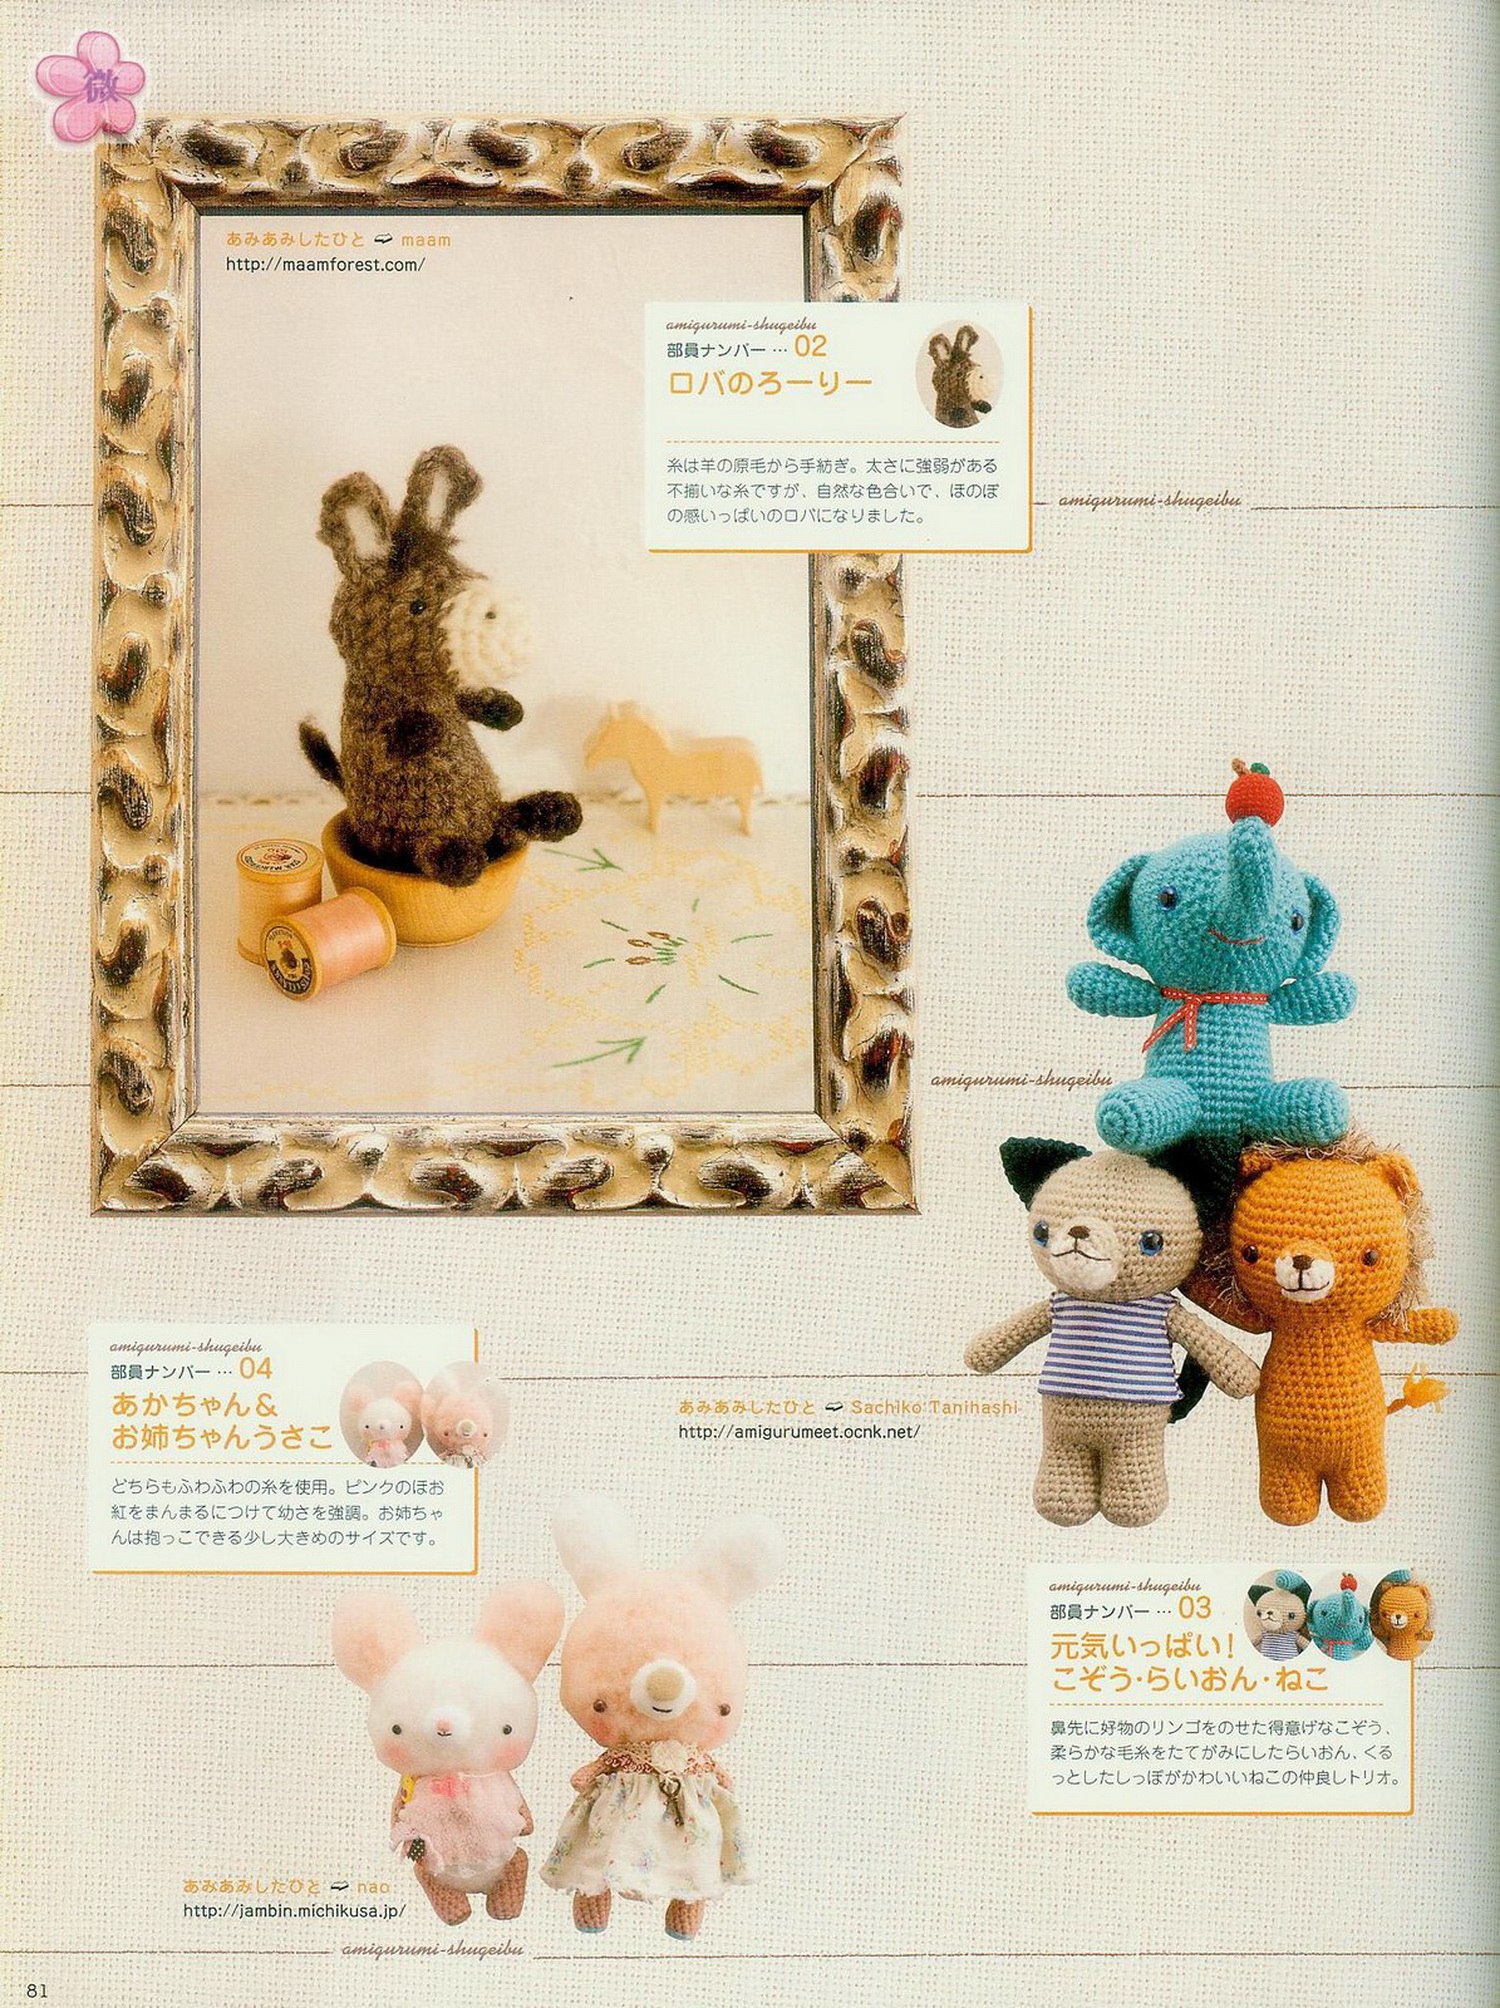 微
あみあみしたひと ➫ maam
http://maamforest.com/
amigurumi-shugeibu
部員ナンバー … 02
ロバのろーりー
糸は羊の原毛から手紡ぎ。太さに強弱がある
不揃いな糸ですが、自然な色合いで、ほのぼ
の感いっぱいのロバになりました。
amigurumi-shugeibu
amigurumi-shugeibu
amigurumi-shugeibu
部員ナンバー … 04
あかちゃん＆
お姉ちゃんうさこ
どちらもふわふわの糸を使用。ピンクのほお
紅をまんまるにつけて幼さを強調。お姉ちゃ
んは抱っこできる少し大きめのサイズです。
あみあみしたひと ➫ Sachiko Tanihashi
http://amigurumeet.ocnk.net/
amigurumi-shugeibu
部員ナンバー … 03
元気いっぱい！
こぞう・らいおん・ねこ
鼻先に好物のリンゴをのせた得意げなこぞう、
柔らかな毛糸をたてがみにしたらいおん、くる
っとしたしっぽがかわいいねこの仲良しトリオ。
あみあみしたひと ➫ nao
http://jambin.michikusa.jp/
amigurumi-shugeibu
81